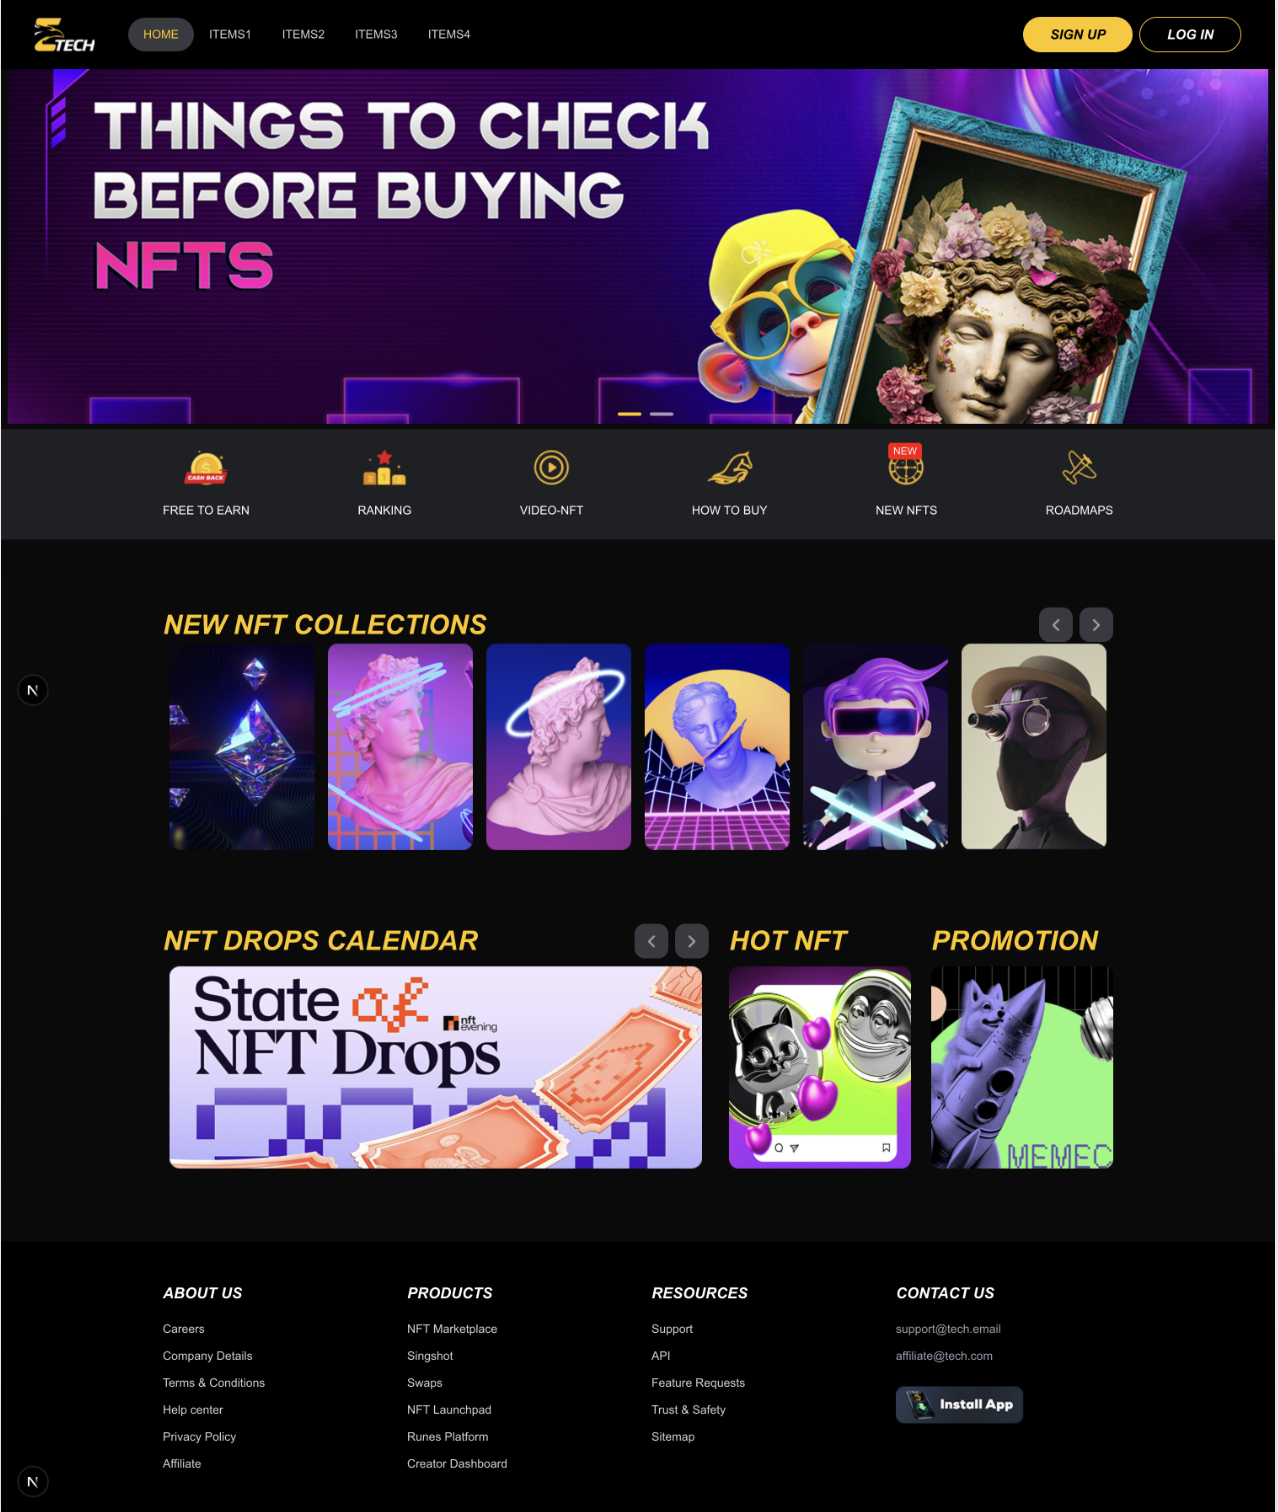 ZTECH
HOME
ITEMS1
ITEMS2
ITEMS3
ITEMS4
SIGN UP
LOG IN
THINGS TO CHECK
BEFORE BUYING
NFTS
CASH BACK
FREE TO EARN
RANKING
VIDEO-NFT
HOW TO BUY
NEW
NEW NFTS
ROADMAPS
NEW NFT COLLECTIONS
N
NFT DROPS CALENDAR
HOT NFT
PROMOTION
State of
nft
evening
NFT Drops
MEMEC
ABOUT US
Careers
Company Details
Terms & Conditions
Help center
Privacy Policy
Affiliate
PRODUCTS
NFT Marketplace
Singshot
Swaps
NFT Launchpad
Runes Platform
Creator Dashboard
RESOURCES
Support
API
Feature Requests
Trust & Safety
Sitemap
CONTACT US
support@tech.email
affiliate@tech.com
Install App
N